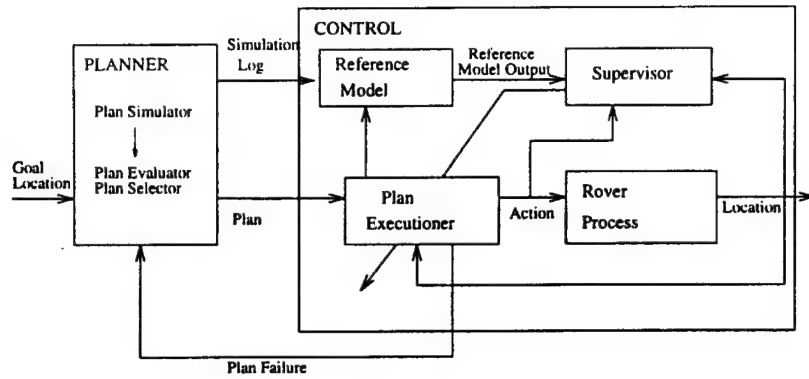 CONTROL
PLANNER
Simulation
Log
Reference
Model
Reference
Model Output
Supervisor
Plan Simulator
Goal
Location
Plan Evaluator
Plan Selector
Plan
Plan
Executioner
Action
Rover
Process
Location
Plan Failure